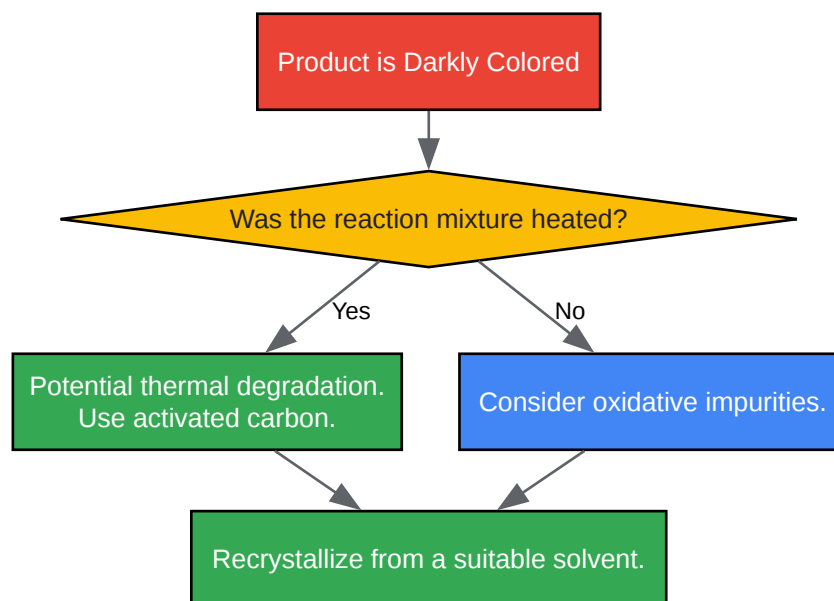 Product is Darkly Colored
Was the reaction mixture heated?
Yes
No
Potential thermal degradation.
Use activated carbon.
Consider oxidative impurities.
Recrystallize from a suitable solvent.